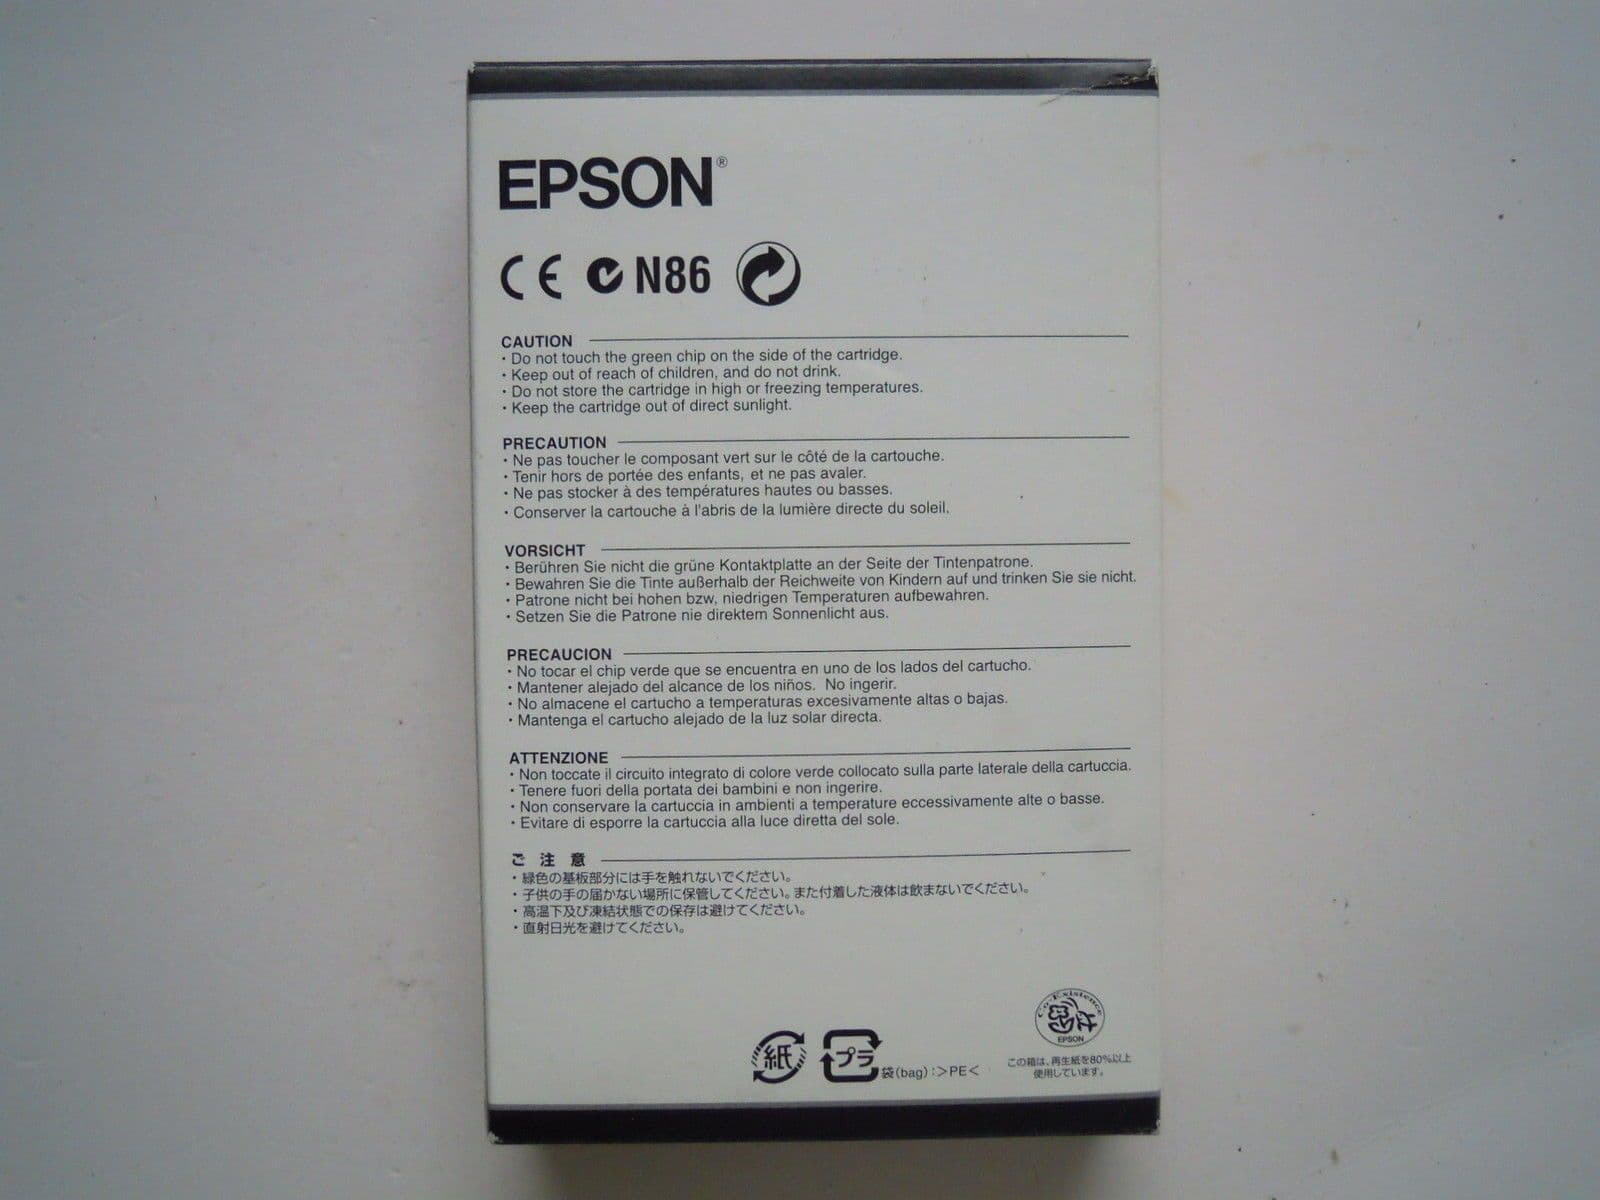 EPSON®
CE N86
CAUTION
・Do not touch the green chip on the side of the cartridge.
・Keep out of reach of children, and do not drink.
・Do not store the cartridge in high or freezing temperatures.
・Keep the cartridge out of direct sunlight.
PRECAUTION
・Ne pas toucher le composant vert sur le côté de la cartouche.
・Tenir hors de portée des enfants, et ne pas avaler.
・Ne pas stocker à des températures hautes ou basses.
・Conserver la cartouche à l'abris de la lumière directe du soleil.
VORSICHT
・Berühren Sie nicht die grüne Kontaktplatte an der Seite der Tintenpatrone.
・Bewahren Sie die Tinte außerhalb der Reichweite von Kindern auf und trinken Sie sie nicht.
・Patrone nicht bei hohen bzw, niedrigen Temperaturen aufbewahren.
・Setzen Sie die Patrone nie direktem Sonnenlicht aus.
PRECAUCION
・No tocar el chip verde que se encuentra en uno de los lados del cartucho.
・Mantener alejado del alcance de los niños. No ingerir.
・No almacene el cartucho a temperaturas excesivamente altas o bajas.
・Mantenga el cartucho alejado de la luz solar directa.
ATTENZIONE
・Non toccate il circuito integrato di colore verde collocato sulla parte laterale della cartuccia.
・Tenere fuori della portata dei bambini e non ingerire.
・Non conservare la cartuccia in ambienti a temperature eccessivamente alte o basse.
・Evitare di esporre la cartuccia alla luce diretta del sole.
ご注意
・緑色の基板部分には手を触れないでください。
・子供の手の届かない場所に保管してください。また付着した液体は飲まないでください。
・高温下及び凍結状態での保存は避けてください。
・直射日光を避けてください。
Co-Existence
EPSON
紙 プラ 袋(bag):>PE<
この箱は、再生紙を80%以上
使用しています。